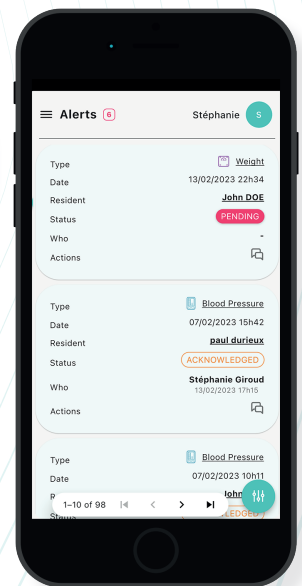 Alerts 6 Stéphanie S
Type Weight
Date 13/02/2023 22h34
Resident John DOE
Status PENDING
Who -
Actions
Type Blood Pressure
Date 07/02/2023 15h42
Resident paul durieux
Status ACKNOWLEDGED
Who Stéphanie Giroud
13/02/2023 17h15
Actions
Type Blood Pressure
Date 07/02/2023 10h11
1–10 of 98